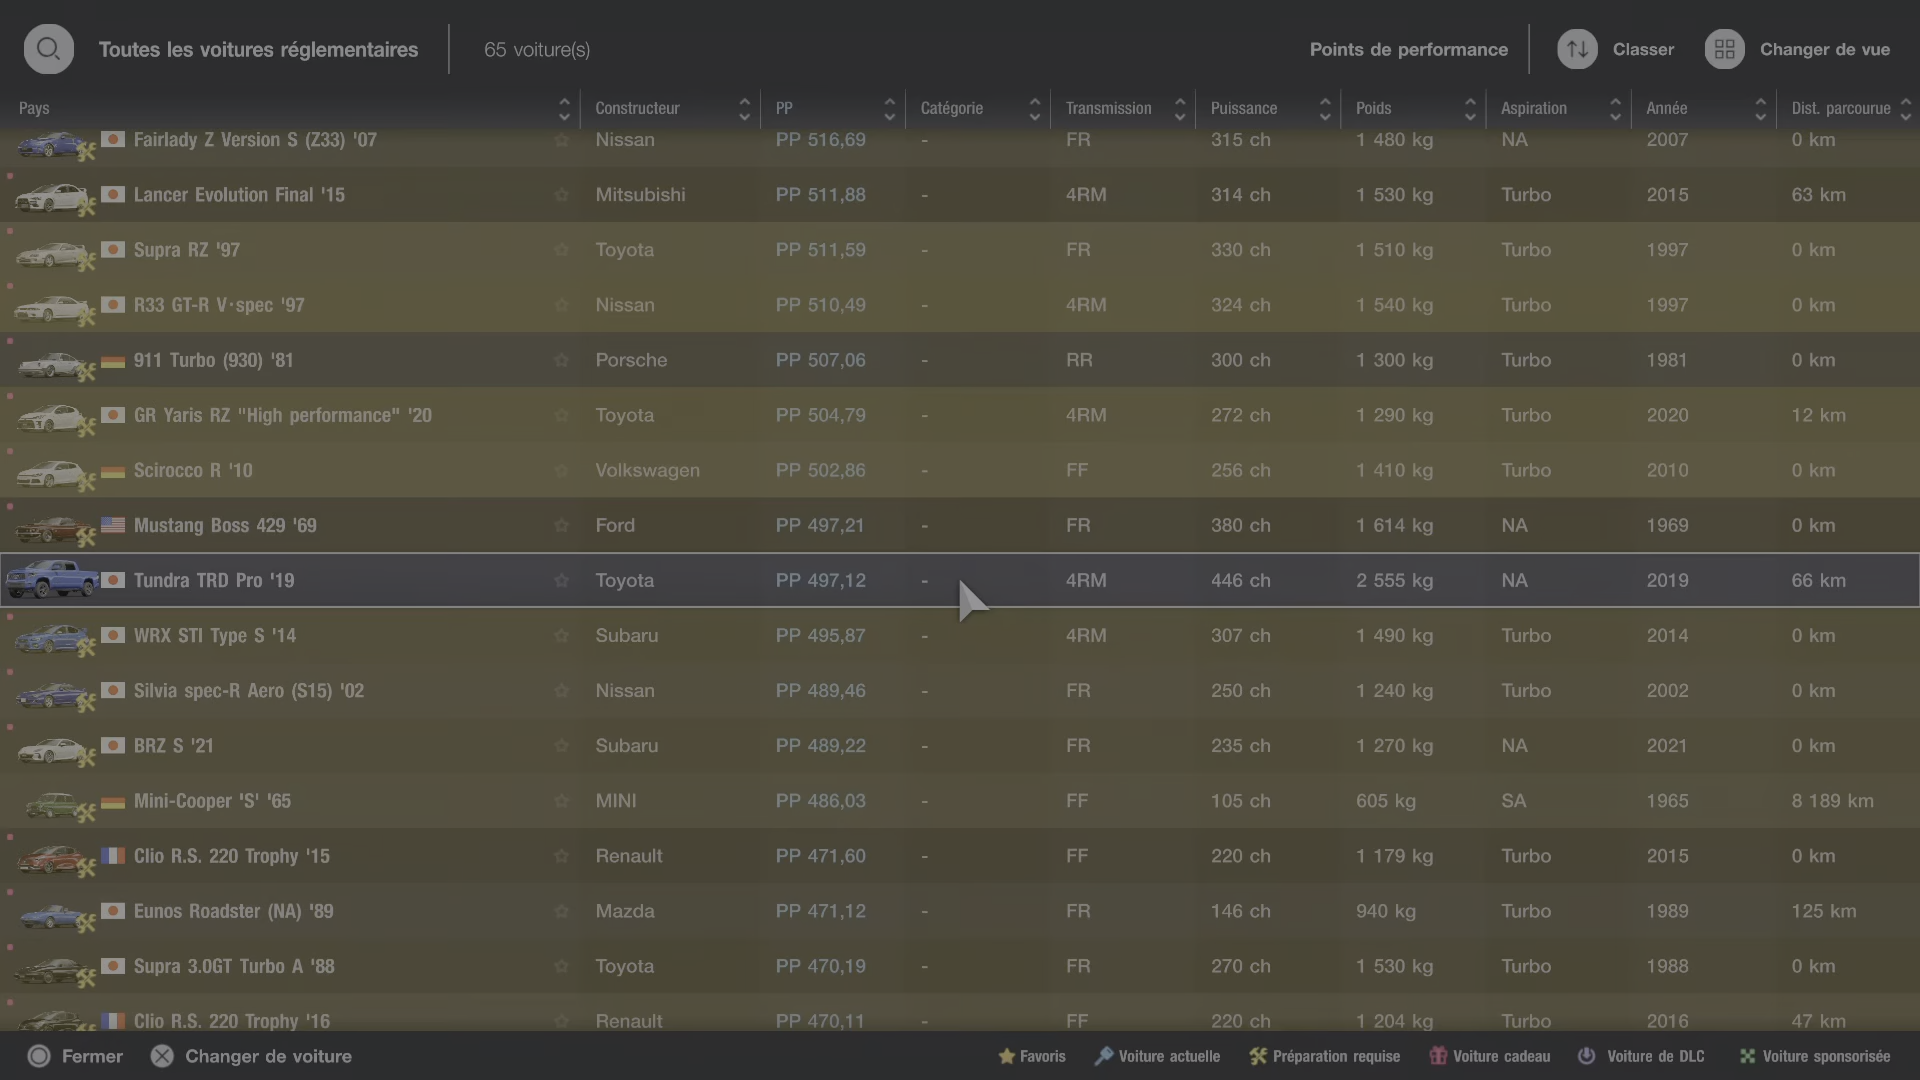 Toutes les voitures réglementaires 65 voiture(s) Points de performance Classer Changer de vue
Pays Constructeur PP Catégorie Transmission Puissance Poids Aspiration Année Dist. parcourue
Fairlady Z Version S (Z33) '07 Nissan PP 516,69 - FR 315 ch 1 480 kg NA 2007 0 km
Lancer Evolution Final '15 Mitsubishi PP 511,88 - 4RM 314 ch 1 530 kg Turbo 2015 63 km
Supra RZ '97 Toyota PP 511,59 - FR 330 ch 1 510 kg Turbo 1997 0 km
R33 GT-R V·spec '97 Nissan PP 510,49 - 4RM 324 ch 1 540 kg Turbo 1997 0 km
911 Turbo (930) '81 Porsche PP 507,06 - RR 300 ch 1 300 kg Turbo 1981 0 km
GR Yaris RZ "High performance" '20 Toyota PP 504,79 - 4RM 272 ch 1 290 kg Turbo 2020 12 km
Scirocco R '10 Volkswagen PP 502,86 - FF 256 ch 1 410 kg Turbo 2010 0 km
Mustang Boss 429 '69 Ford PP 497,21 - FR 380 ch 1 614 kg NA 1969 0 km
Tundra TRD Pro '19 Toyota PP 497,12 - 4RM 446 ch 2 555 kg NA 2019 66 km
WRX STI Type S '14 Subaru PP 495,87 - 4RM 307 ch 1 490 kg Turbo 2014 0 km
Silvia spec-R Aero (S15) '02 Nissan PP 489,46 - FR 250 ch 1 240 kg Turbo 2002 0 km
BRZ S '21 Subaru PP 489,22 - FR 235 ch 1 270 kg NA 2021 0 km
Mini-Cooper 'S' '65 MINI PP 486,03 - FF 105 ch 605 kg SA 1965 8 189 km
Clio R.S. 220 Trophy '15 Renault PP 471,60 - FF 220 ch 1 179 kg Turbo 2015 0 km
Eunos Roadster (NA) '89 Mazda PP 471,12 - FR 146 ch 940 kg Turbo 1989 125 km
Supra 3.0GT Turbo A '88 Toyota PP 470,19 - FR 270 ch 1 530 kg Turbo 1988 0 km
Clio R.S. 220 Trophy '16 Renault PP 470,11 - FF 220 ch 1 204 kg Turbo 2016 47 km
Fermer Changer de voiture Favoris Voiture actuelle Préparation requise Voiture cadeau Voiture de DLC Voiture sponsorisée